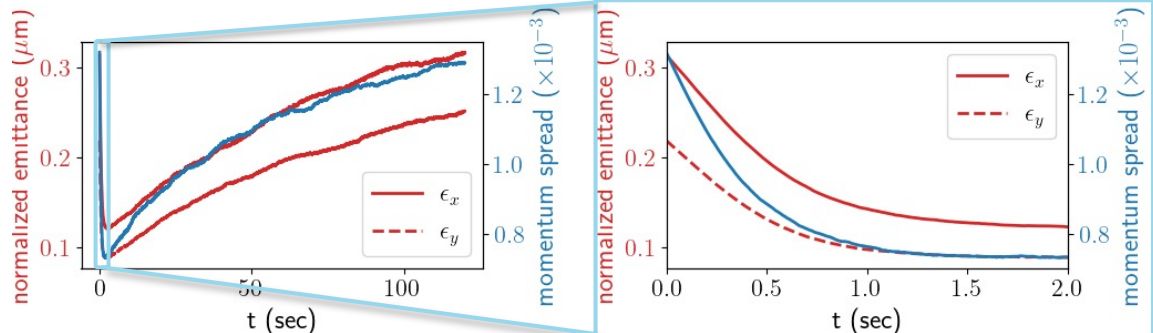 normalized emittance (μm)
0.3
0.2
0.1
0
50
100
t (sec)
ϵx
ϵy
1.2
1.0
0.8
momentum spread (×10⁻³)
normalized emittance (μm)
0.3
0.2
0.1
0.0
0.5
1.0
1.5
2.0
t (sec)
ϵx
ϵy
1.2
1.0
0.8
momentum spread (×10⁻³)